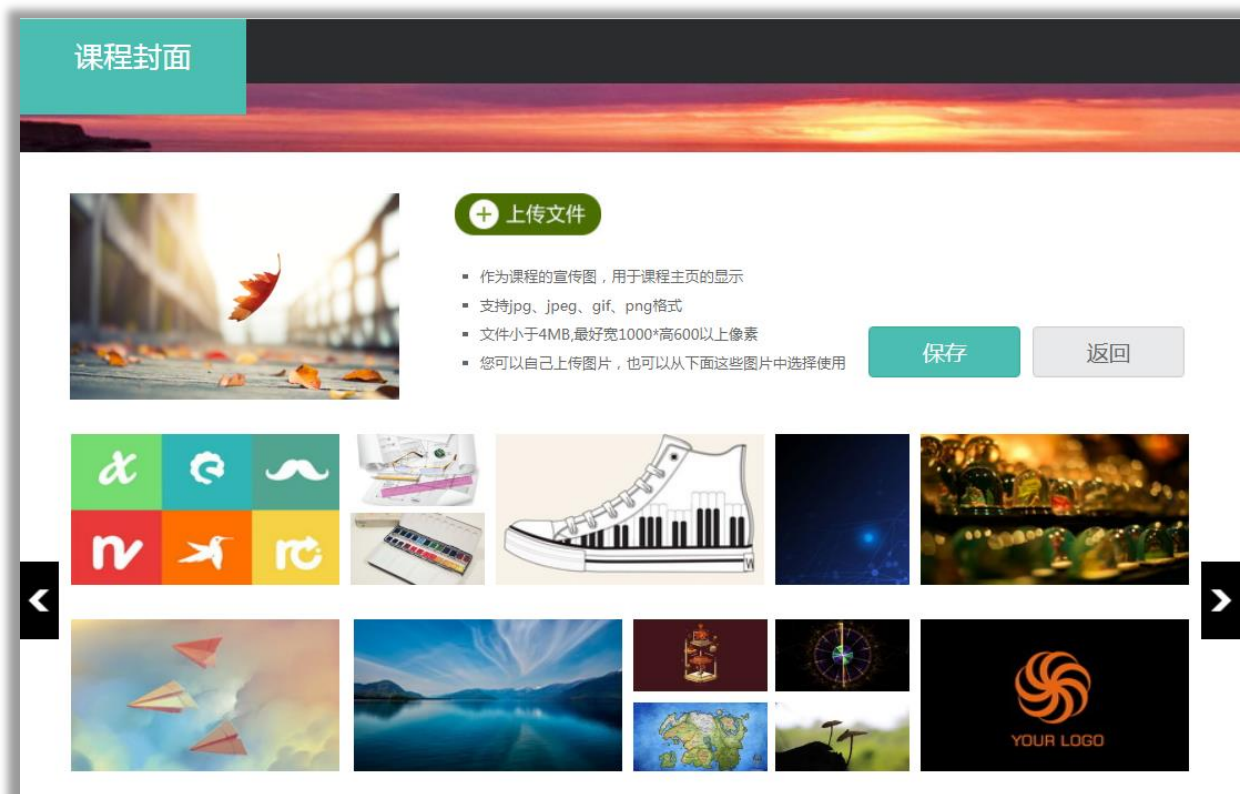 课程封面
上传文件
作为课程的宣传图，用于课程主页的显示
支持jpg、jpeg、gif、png格式
文件小于4MB,最好宽1000*高600以上像素
您可以自己上传图片，也可以从下面这些图片中选择使用
保存
返回
YOUR LOGO